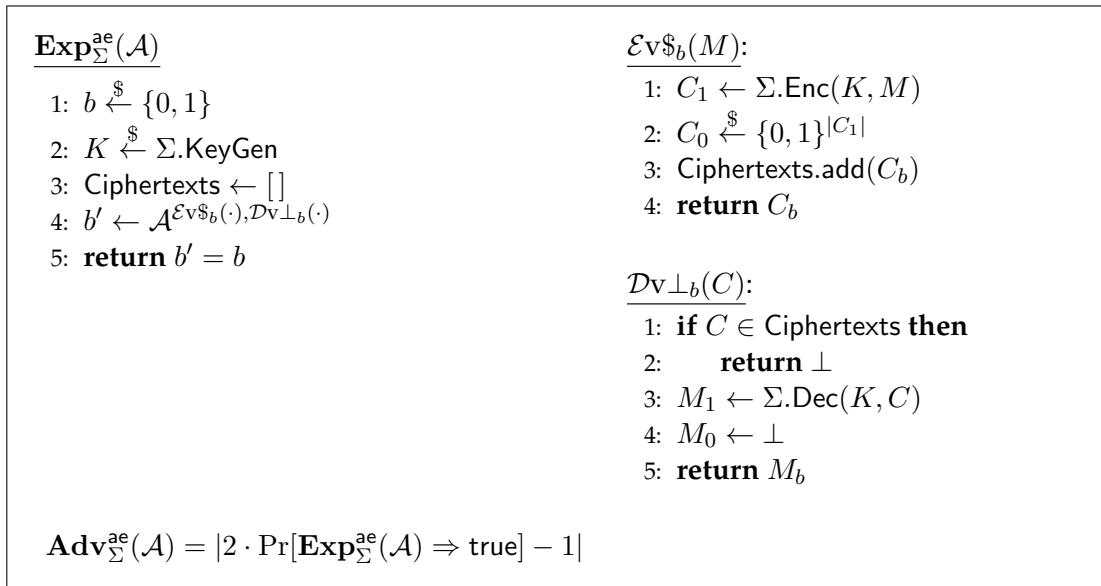 Exp^ae_Σ(𝒜)
1: b ←$ {0, 1}
2: K ←$ Σ.KeyGen
3: Ciphertexts ← [ ]
4: b′ ← 𝒜^{ℰv$_b(·),𝒟v⊥_b(·)}
5: return b′ = b
ℰv$_b(M):
1: C_1 ← Σ.Enc(K, M)
2: C_0 ←$ {0, 1}^{|C_1|}
3: Ciphertexts.add(C_b)
4: return C_b
𝒟v⊥_b(C):
1: if C ∈ Ciphertexts then
2: return ⊥
3: M_1 ← Σ.Dec(K, C)
4: M_0 ← ⊥
5: return M_b
Adv^ae_Σ(𝒜) = |2 · Pr[Exp^ae_Σ(𝒜) ⇒ true] − 1|